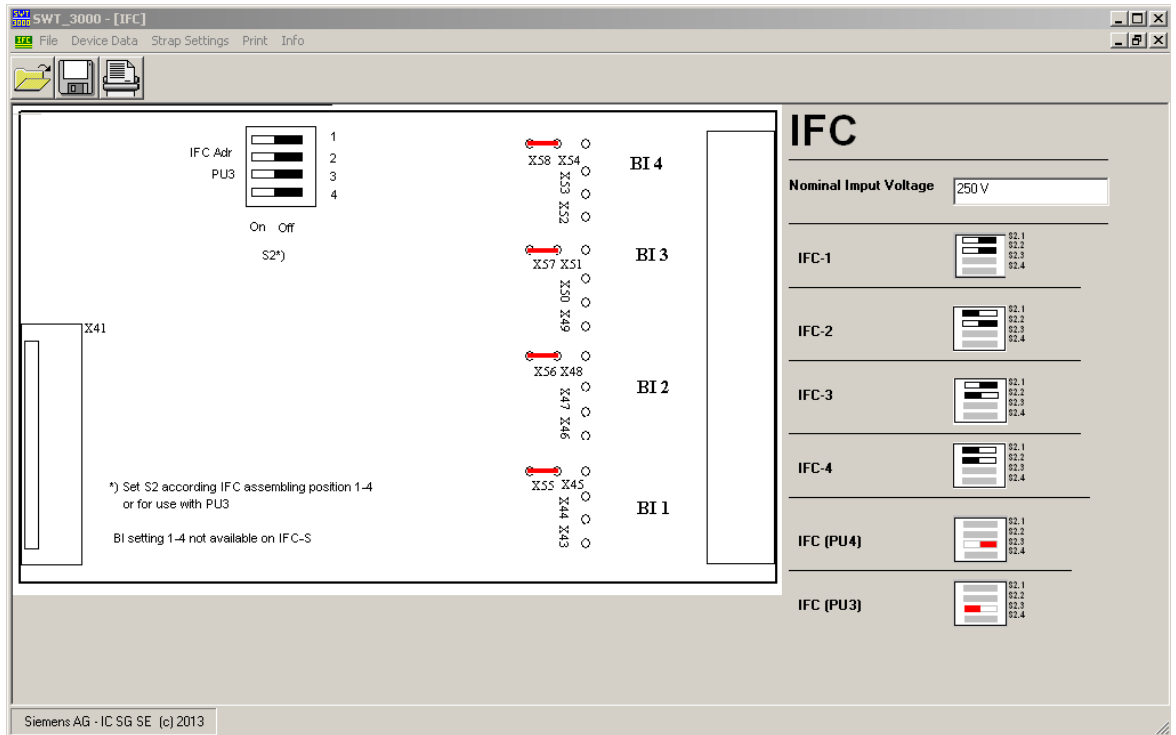 SWT 3000 SWT_3000 - [IFC]
IFC File Device Data Strap Settings Print Info
IFC Adr
PU3
1
2
3
4
On Off
S2*)
X58 X54
X53
X52
BI 4
X57 X51
X50
X49
BI 3
X56 X48
X47
X46
BI 2
X55 X45
X44
X43
BI 1
X41
*) Set S2 according IFC assembling position 1-4
or for use with PU3
BI setting 1-4 not available on IFC-S
IFC
Nominal Imput Voltage 250 V
IFC-1
S2.1
S2.2
S2.3
S2.4
IFC-2
S2.1
S2.2
S2.3
S2.4
IFC-3
S2.1
S2.2
S2.3
S2.4
IFC-4
S2.1
S2.2
S2.3
S2.4
IFC (PU4)
S2.1
S2.2
S2.3
S2.4
IFC (PU3)
S2.1
S2.2
S2.3
S2.4
Siemens AG - IC SG SE (c) 2013